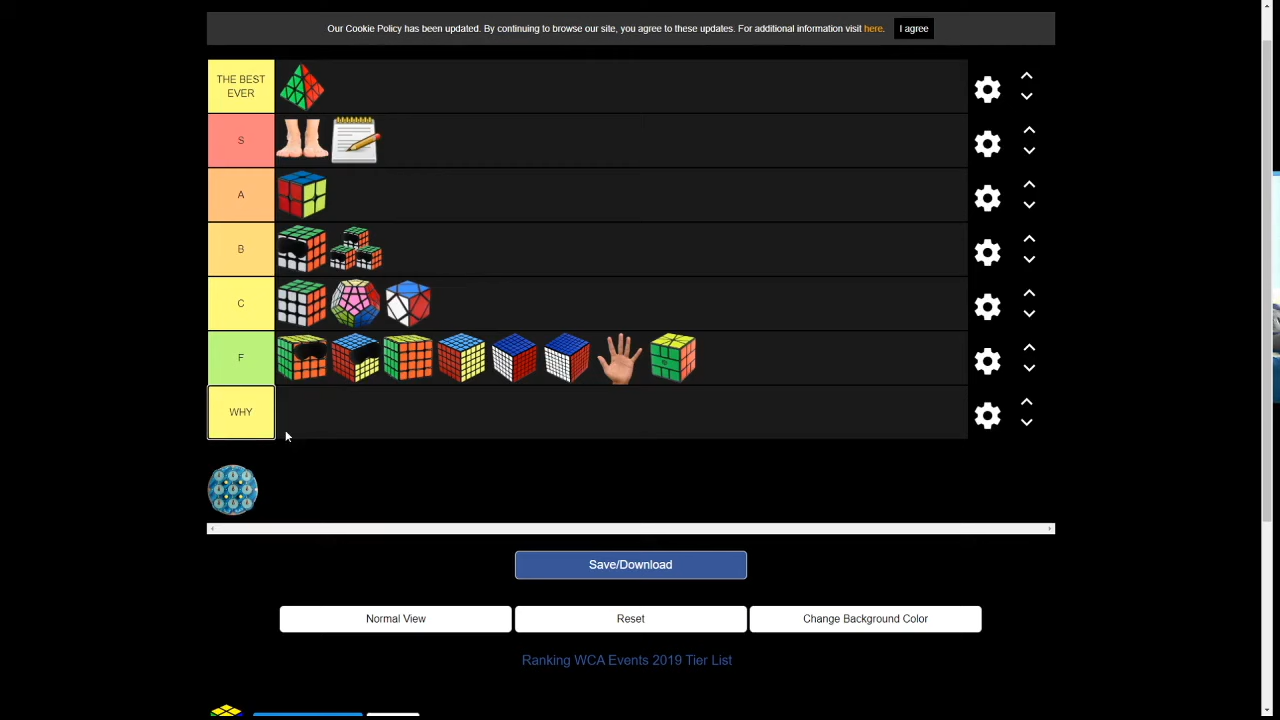 Our Cookie Policy has been updated. By continuing to browse our site, you agree to these updates. For additional information visit here.
I agree
THE BEST
EVER
S
A
B
C
F
WHY
Save/Download
Normal View
Reset
Change Background Color
Ranking WCA Events 2019 Tier List